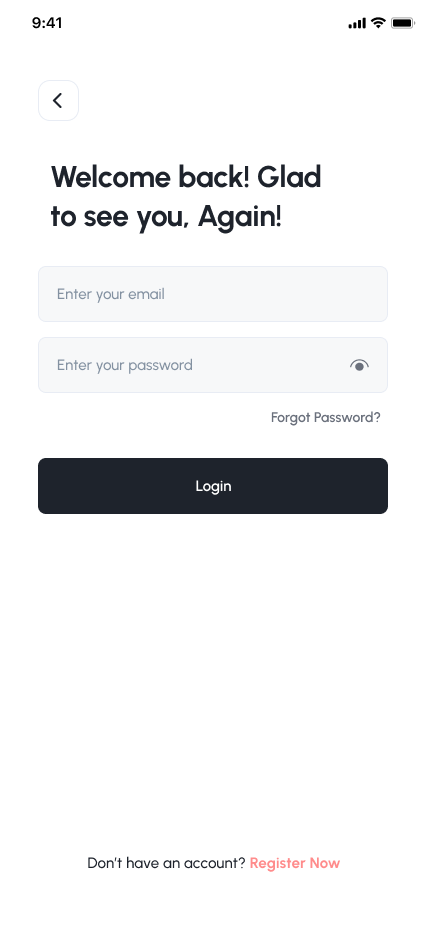 9:41
Welcome back! Glad
to see you, Again!
Enter your email
Enter your password
Forgot Password?
Login
Don’t have an account? Register Now